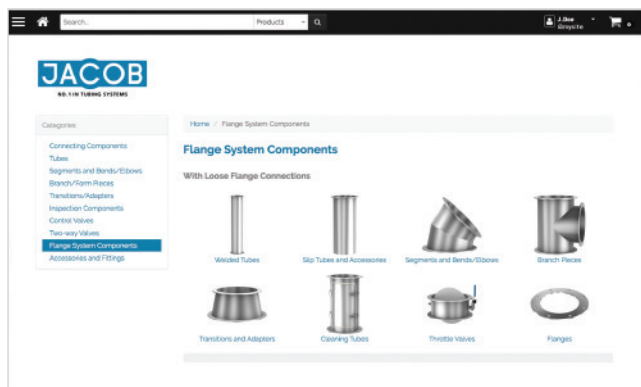 Search...
Products
J.Doe
Graysite
0
JACOB
NO.1 IN TUBING SYSTEMS
Categories
Connecting Components
Tubes
Segments and Bends/Elbows
Branch/Form Pieces
Transitions/Adapters
Inspection Components
Control Valves
Two-way Valves
Flange System Components
Accessories and Fittings
Home / Flange System Components
Flange System Components
With Loose Flange Connections
Welded Tubes
Slip Tubes and Accessories
Segments and Bends/Elbows
Branch Pieces
Transitions and Adapters
Cleaning Tubes
Throttle Valves
Flanges